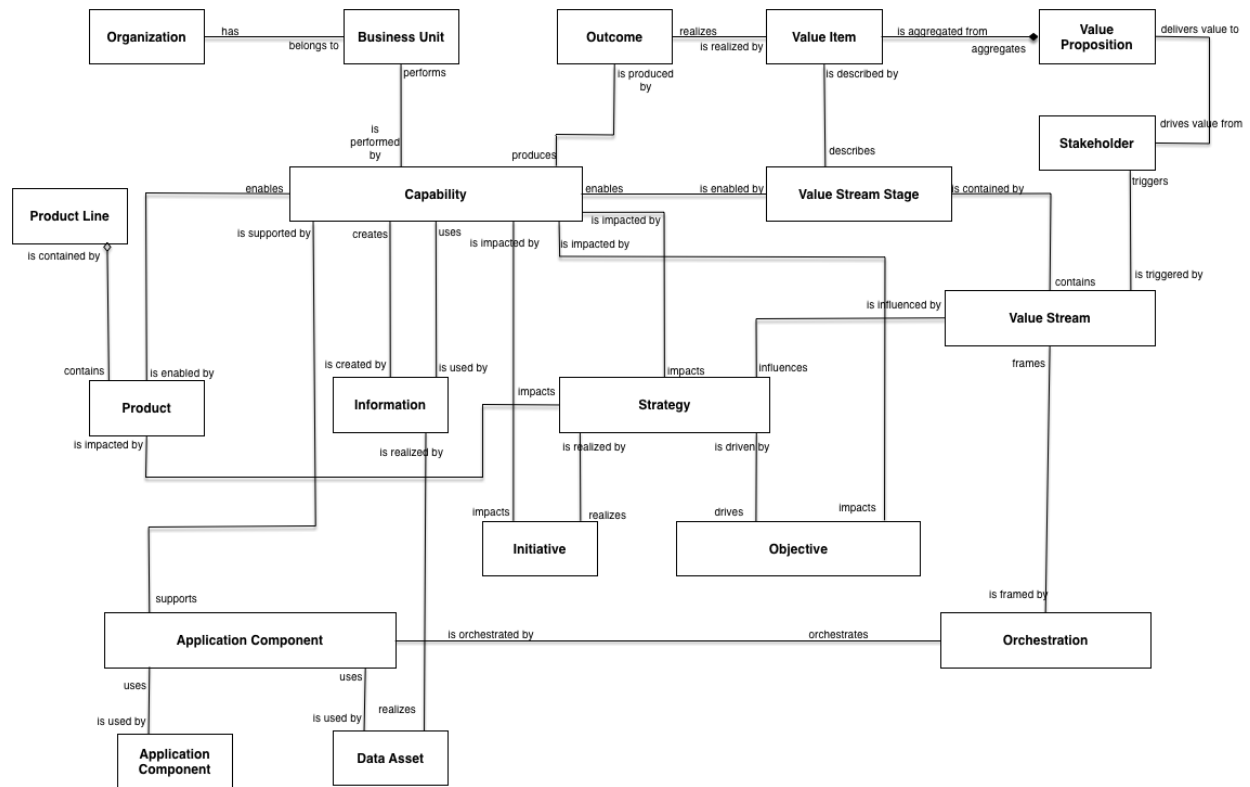 Organization
has
belongs to
Business Unit
performs
Outcome
realizes
is realized by
is produced
by
Value Item
is aggregated from
aggregates
is described by
Value
Proposition
delivers value to
drives value from
Stakeholder
triggers
is
performed
by
produces
describes
enables
Capability
enables
is enabled by
Value Stream Stage
is contained by
Product Line
is contained by
is supported by
creates
uses
is impacted by
is impacted by
is impacted by
is triggered by
contains
is influenced by
Value Stream
frames
contains
is enabled by
is created by
is used by
impacts
influences
impacts
Product
Information
Strategy
is impacted by
is realized by
is realized by
is driven by
impacts
realizes
drives
impacts
Initiative
Objective
supports
is framed by
Application Component
is orchestrated by
orchestrates
Orchestration
uses
uses
is used by
is used by
realizes
Application
Component
Data Asset